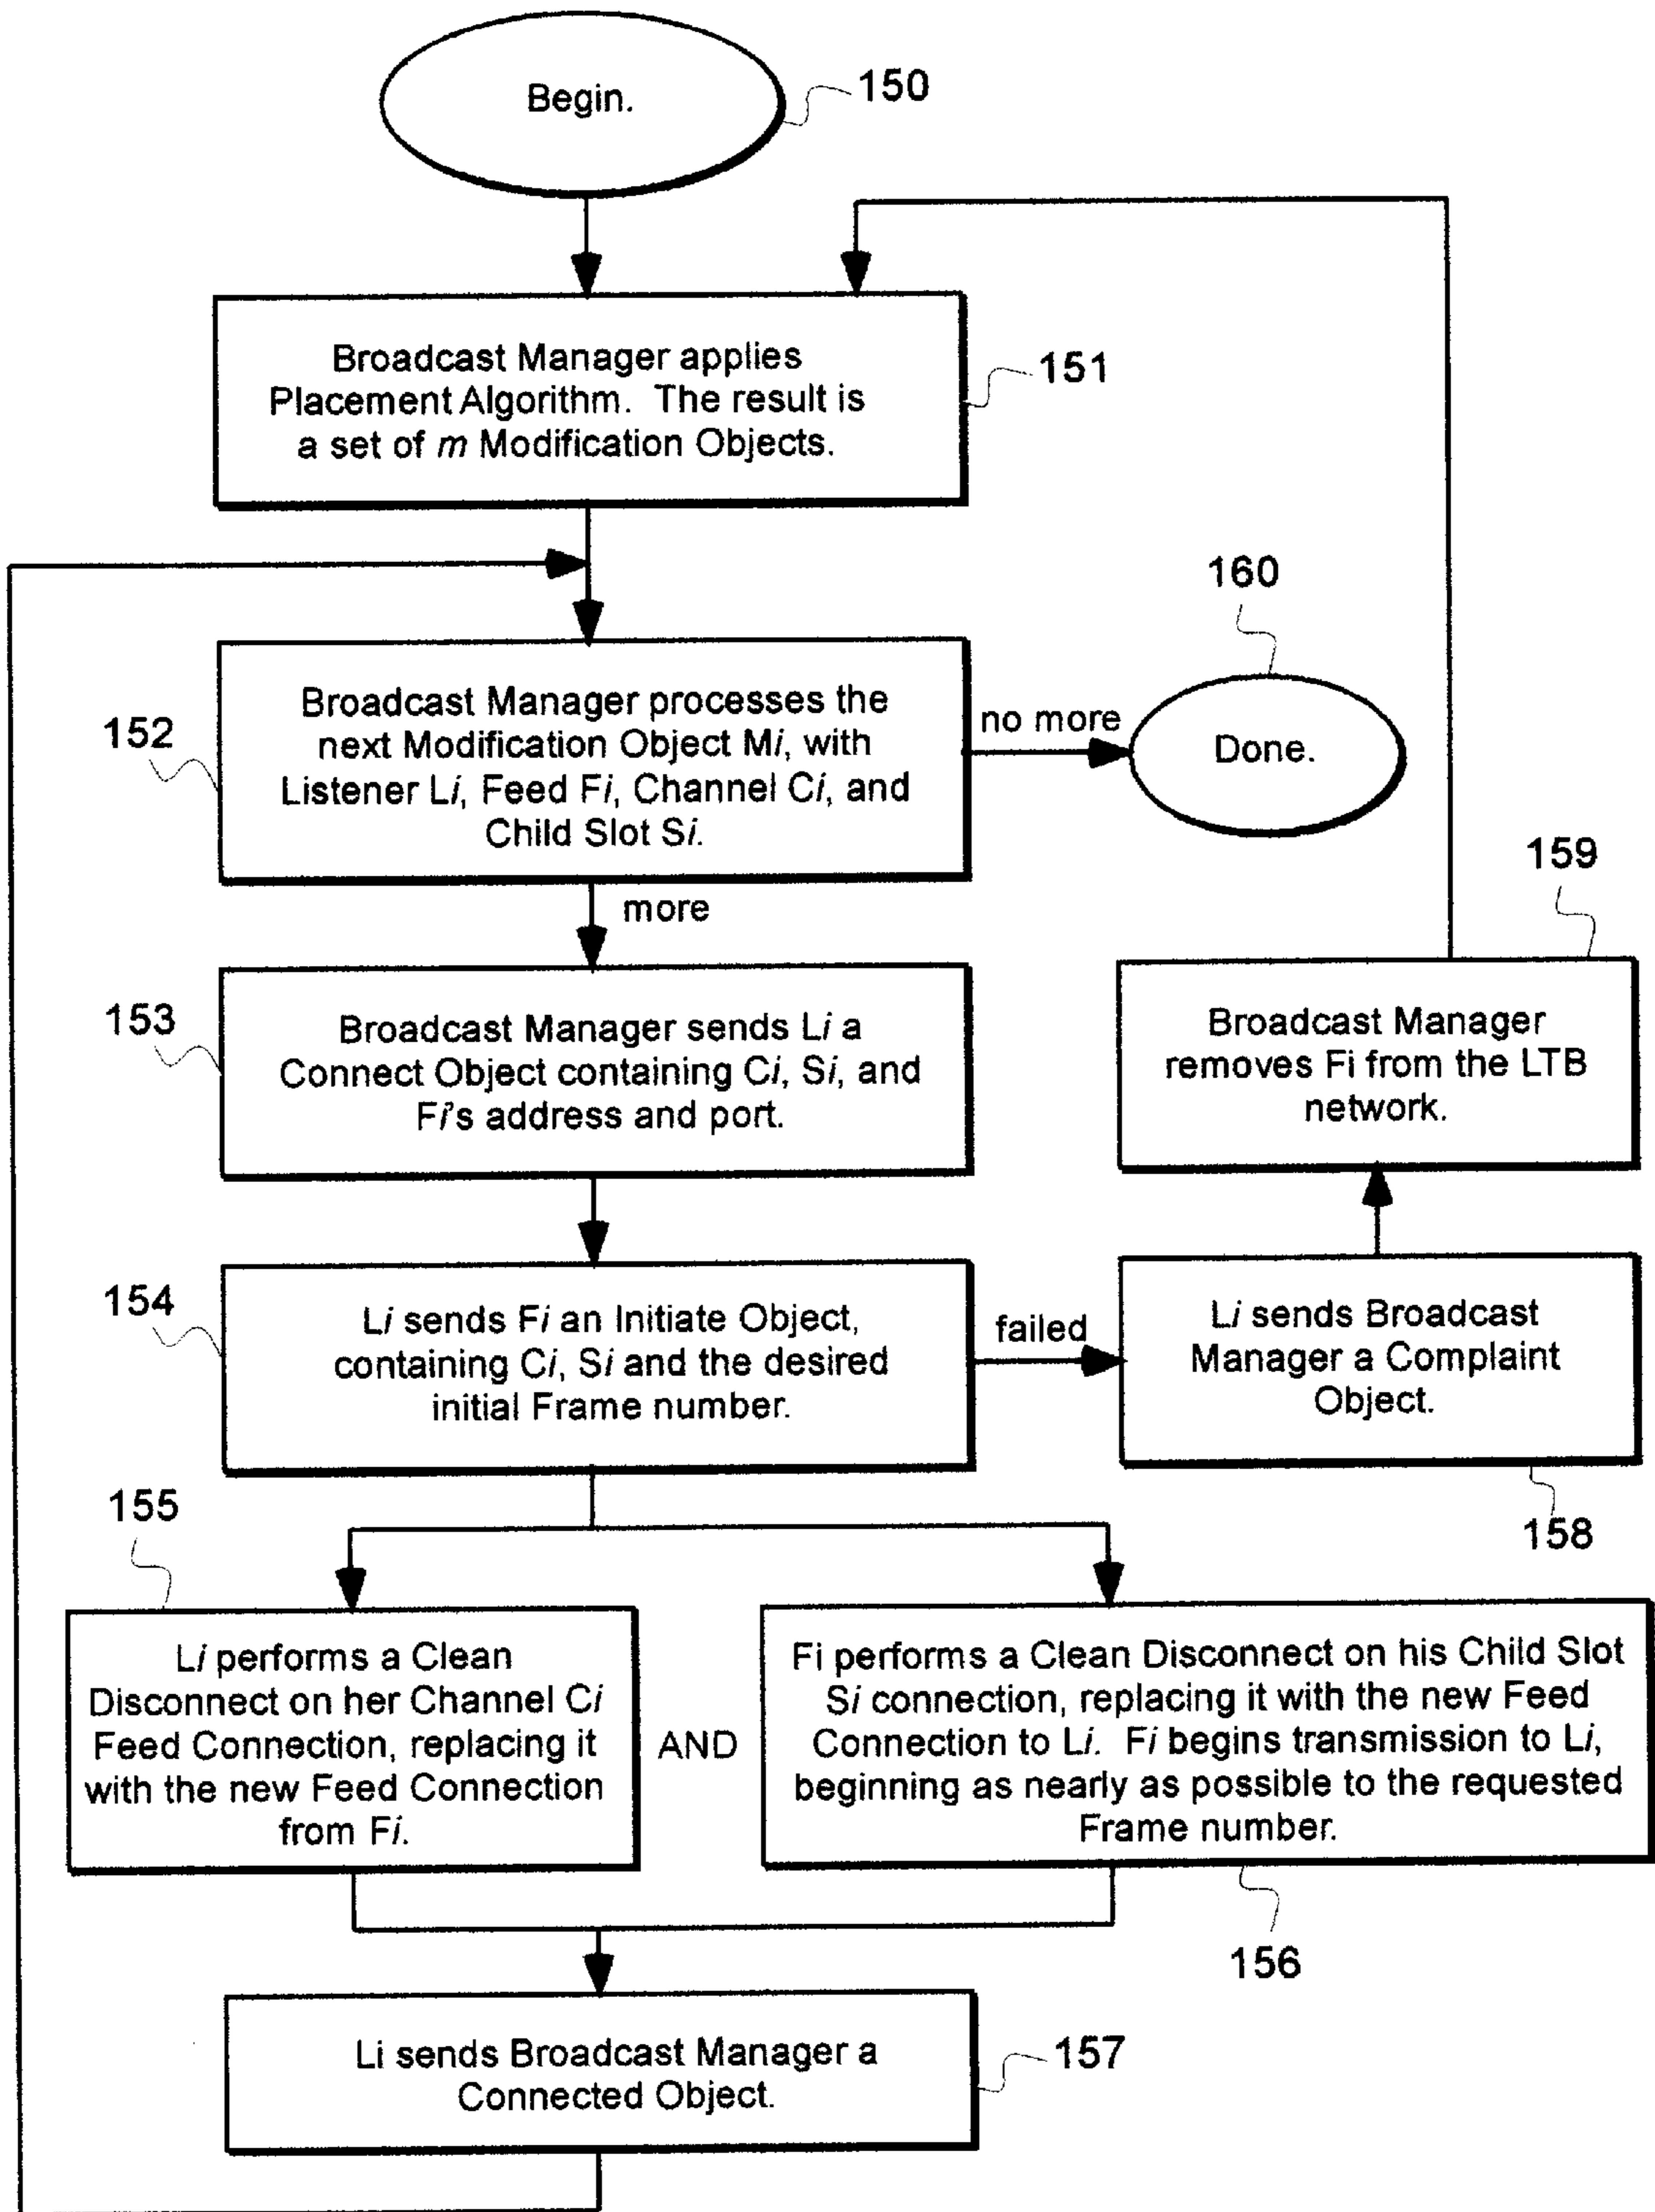 Begin.
150
Broadcast Manager applies
Placement Algorithm. The result is
a set of m Modification Objects.
151
160
Broadcast Manager processes the
next Modification Object Mi, with
Listener Li, Feed Fi, Channel Ci, and
Child Slot Si.
152
no more
Done.
more
159
Broadcast Manager sends Li a
Connect Object containing Ci, Si, and
Fi's address and port.
153
Broadcast Manager
removes Fi from the LTB
network.
Li sends Fi an Initiate Object,
containing Ci, Si and the desired
initial Frame number.
154
failed
Li sends Broadcast
Manager a Complaint
Object.
158
155
Li performs a Clean
Disconnect on her Channel Ci
Feed Connection, replacing it
with the new Feed Connection
from Fi.
AND
Fi performs a Clean Disconnect on his Child Slot
Si connection, replacing it with the new Feed
Connection to Li. Fi begins transmission to Li,
beginning as nearly as possible to the requested
Frame number.
156
Li sends Broadcast Manager a
Connected Object.
157